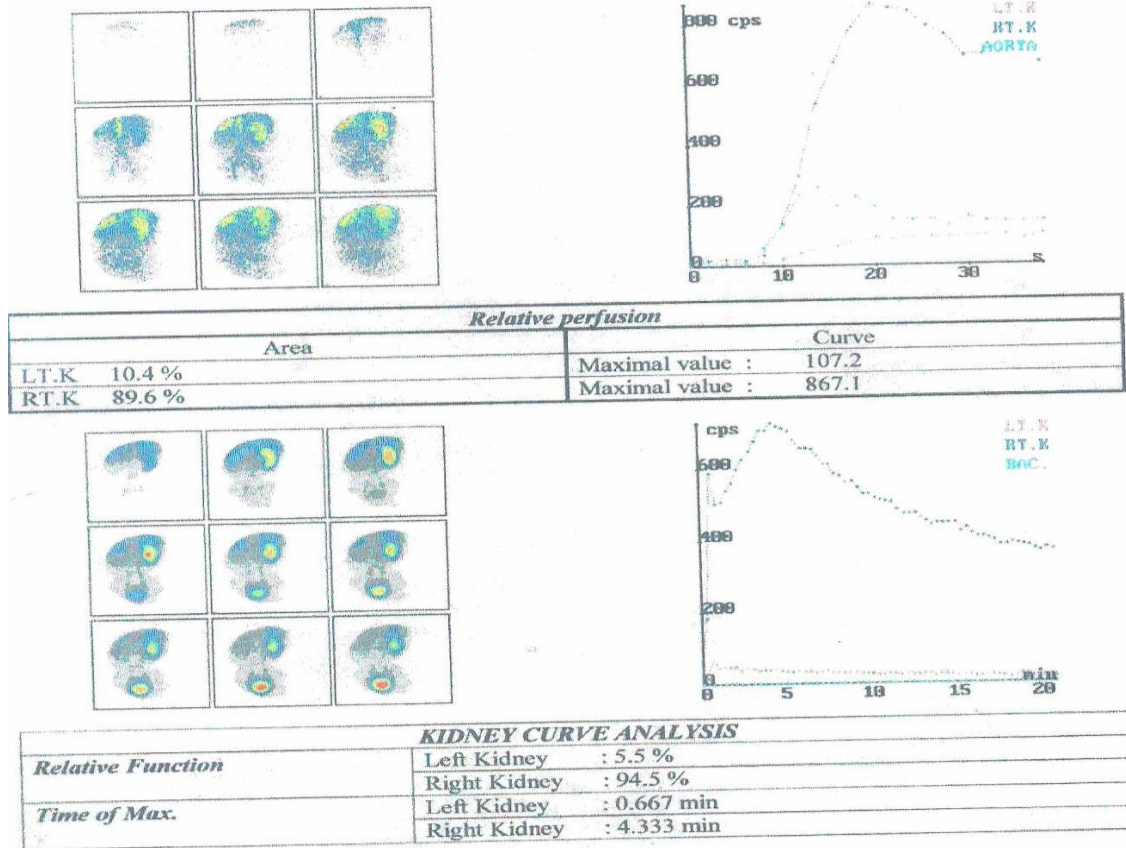 000 cps
LT.K
RT.K
AORTA
600
400
200
0
0 10 20 30 s.
Relative perfusion
Area Curve
LT.K 10.4 % Maximal value : 107.2
RT.K 89.6 % Maximal value : 867.1
cps
LT.K
RT.K
BAC.
600
400
200
0
0 5 10 15 20 min
KIDNEY CURVE ANALYSIS
Relative Function Left Kidney : 5.5 %
Right Kidney : 94.5 %
Time of Max. Left Kidney : 0.667 min
Right Kidney : 4.333 min